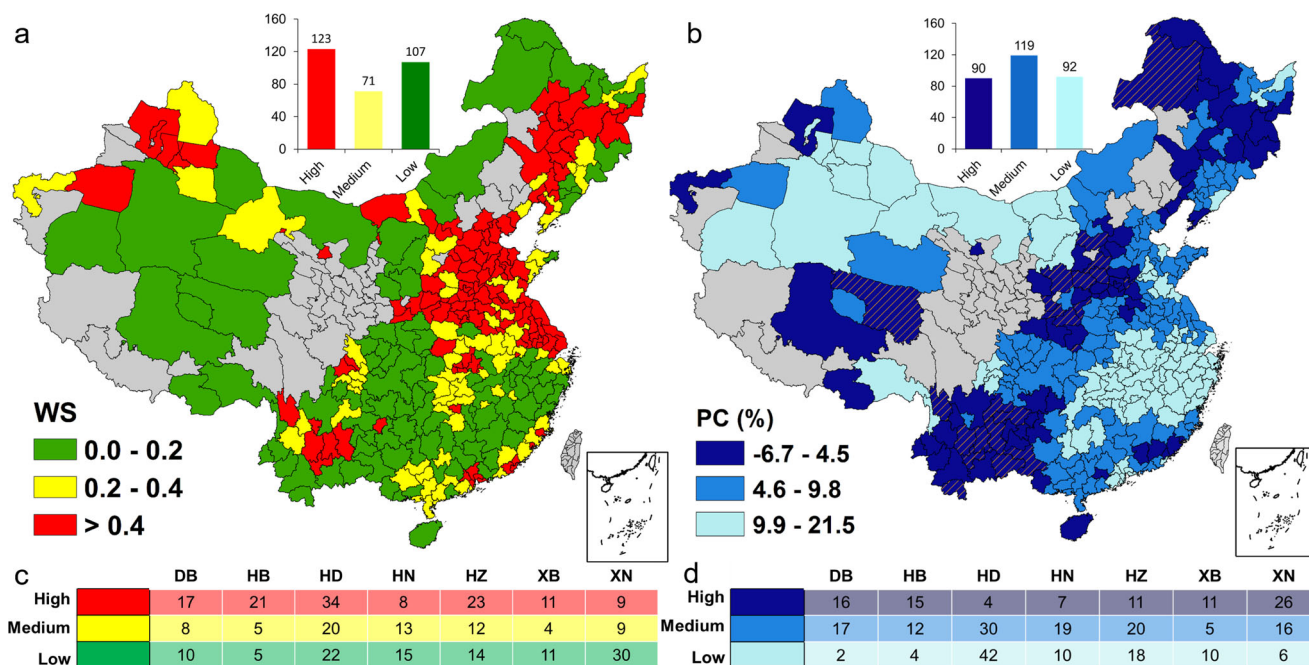 a
160
120
80
40
0
123
71
107
High
Medium
Low
WS
0.0 - 0.2
0.2 - 0.4
> 0.4
b
160
120
80
40
0
90
119
92
High
Medium
Low
PC (%)
-6.7 - 4.5
4.6 - 9.8
9.9 - 21.5
c
DB HB HD HN HZ XB XN
High 17 21 34 8 23 11 9
Medium 8 5 20 13 12 4 9
Low 10 5 22 15 14 11 30
d
DB HB HD HN HZ XB XN
High 16 15 4 7 11 11 26
Medium 17 12 30 19 20 5 16
Low 2 4 42 10 18 10 6